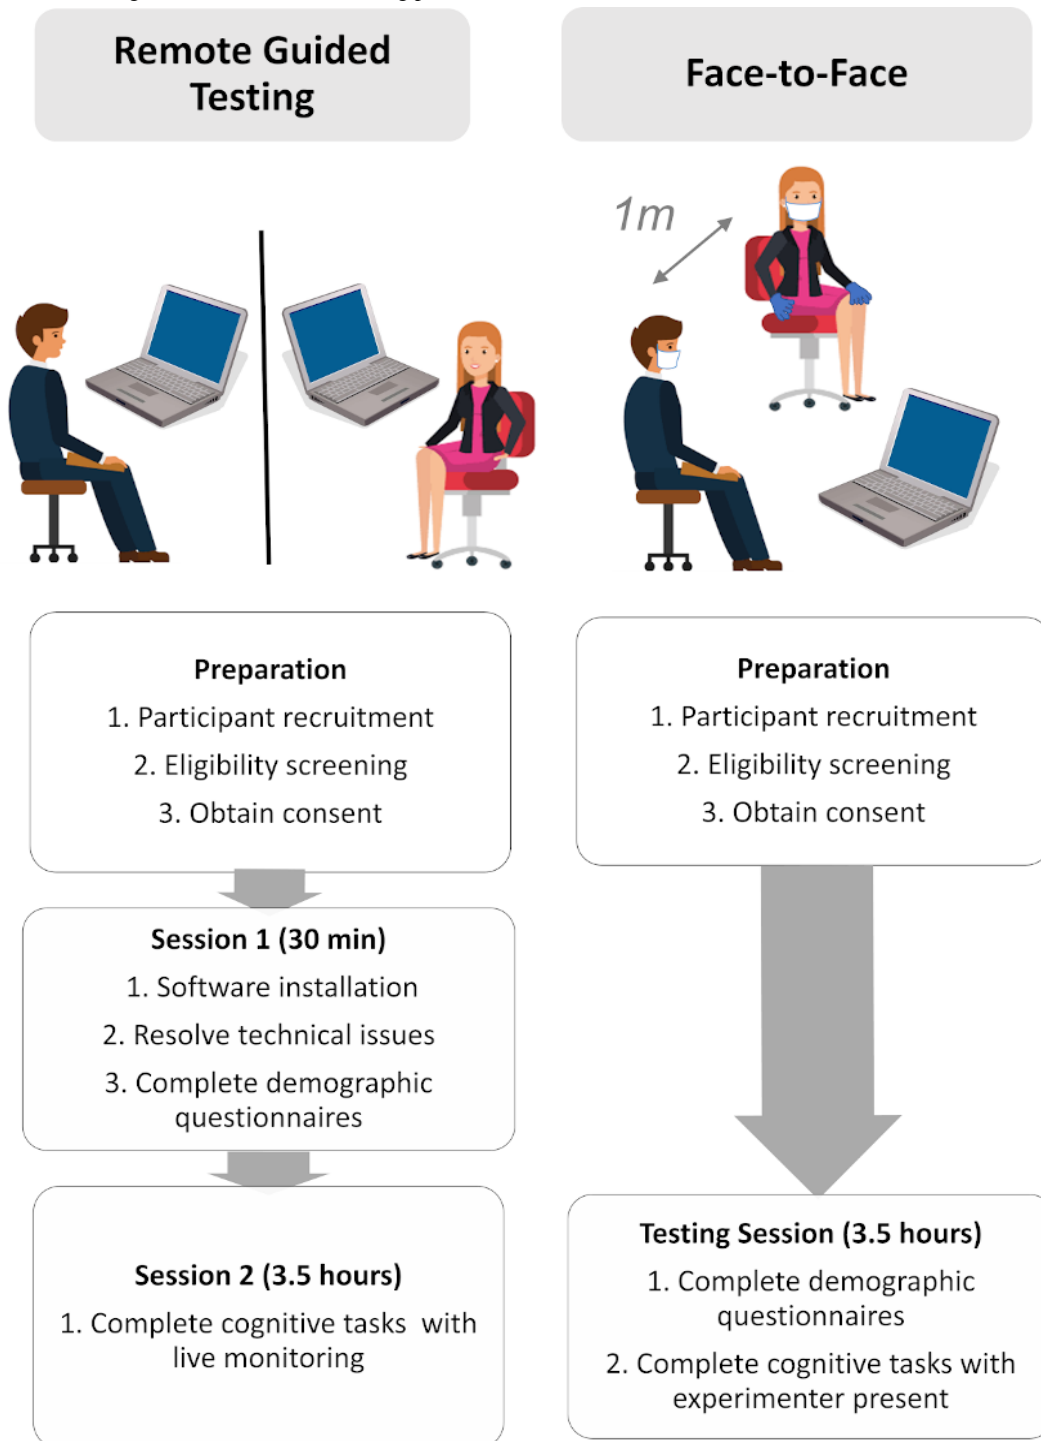 Remote Guided
Testing
Face-to-Face
1m
Preparation
1. Participant recruitment
2. Eligibility screening
3. Obtain consent
Session 1 (30 min)
1. Software installation
2. Resolve technical issues
3. Complete demographic
questionnaires
Session 2 (3.5 hours)
1. Complete cognitive tasks with
live monitoring
Preparation
1. Participant recruitment
2. Eligibility screening
3. Obtain consent
Testing Session (3.5 hours)
1. Complete demographic
questionnaires
2. Complete cognitive tasks with
experimenter present